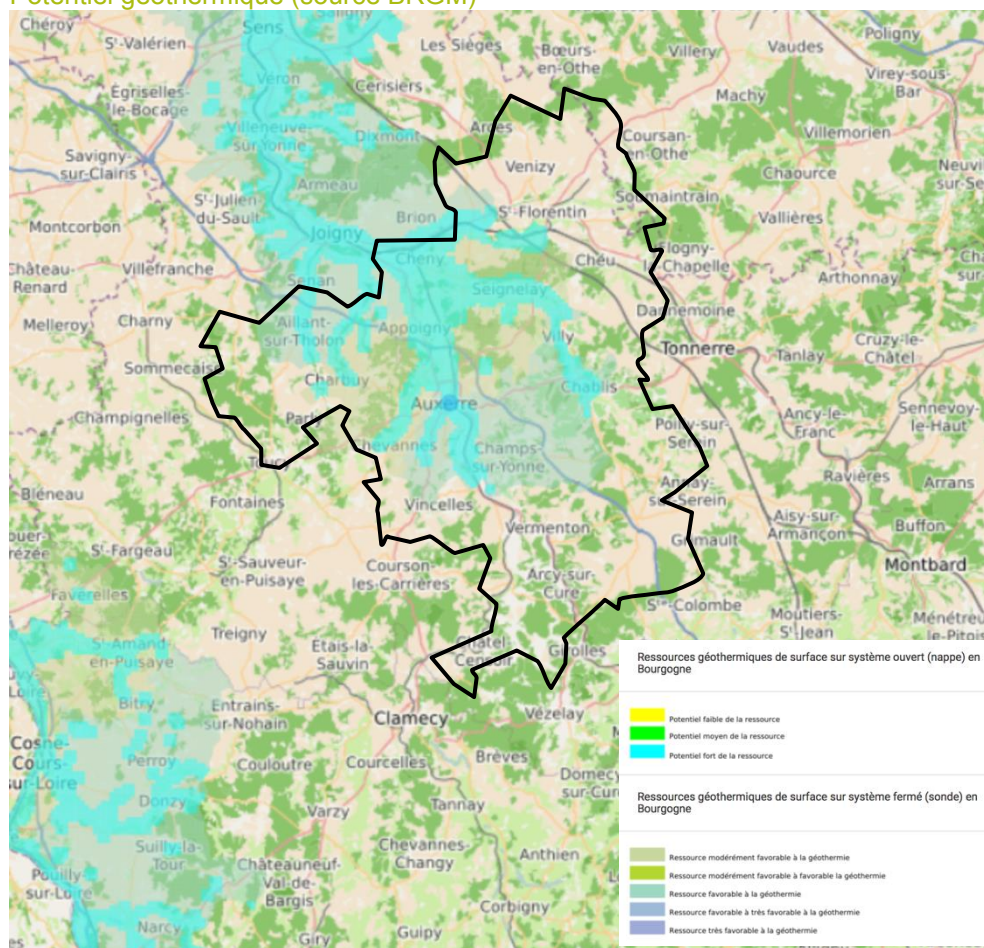 Potentiel géothermique (source BRGM)
Chéroy
Sens
Saligny
Les Sièges
Bœurs-
en-Othe
Villery
Vaudes
Poligny
St-Valérien
Véron
Cerisiers
Virey-sous-
Bar
Égriselles-
le-Bocage
Machy
Villeneuve-
sur-Yonne
Dixmont
Arces
Coursan-
en-Othe
Villemorien
Savigny-
sur-Clairis
Venizy
Chaource
Armeau
Soumaintrain
St-Julien
du-Sault
Brion
St-Florentin
Vallières
Montcorbon
Joigny
Cheny
Chéu
Flogny-
Chapelle
Château-
Renard
Villefranche
Senan
Seignelay
Arthonnay
Dannemoine
Melleroy
Charny
Aillant-
sur-Tholon
Appoigny
Villy
Tonnerre
Tanlay
Cruzy-le-
Châtel
Sommecaise
Charbuy
Chablis
Champignelles
Auxerre
Ancy-le-
Franc
Sennevoy-
le-Haut
Parly
Poilly-sur-
Serein
Chevannes
Champs-
sur-Yonne
Toucy
Ravières
Bléneau
Fontaines
Vincelles
Annay-
sur-Serein
Arrans
Vermenton
Aisy-sur-
Armançon
Buffon
St-Fargeau
Grimault
St-Sauveur-
en-Puisaye
Courson-
les-Carrières
Montbard
Faverelles
Arcy-sur-
Cure
Ste-Colombe
Moutiers-
St-Jean
Ménétreux-
le-Pitois
Treigny
St-Amand-
en-Puisaye
Étais-la-
Sauvin
Châtel-
Censoir
Girolles
Bitry
Entrains-
sur-Nohain
Clamecy
Vézelay
Cosne-
Cours-
sur-Loire
Perroy
Couloutre
Courcelles
Brèves
Domecy-
sur-Cure
Donzy
Varzy
Tannay
Suilly-la-
Tour
Chevannes-
Changy
Anthien
Pouilly-
sur-Loire
Châteauneuf-
Val-de-
Bargis
Corbigny
Narcy
Giry
Guipy
Ressources géothermiques de surface sur système ouvert (nappe) en
Bourgogne
Potentiel faible de la ressource
Potentiel moyen de la ressource
Potentiel fort de la ressource
Ressources géothermiques de surface sur système fermé (sonde) en
Bourgogne
Ressource modérément favorable à la géothermie
Ressource modérément favorable à favorable la géothermie
Ressource favorable à la géothermie
Ressource favorable à très favorable à la géothermie
Ressource très favorable à la géothermie